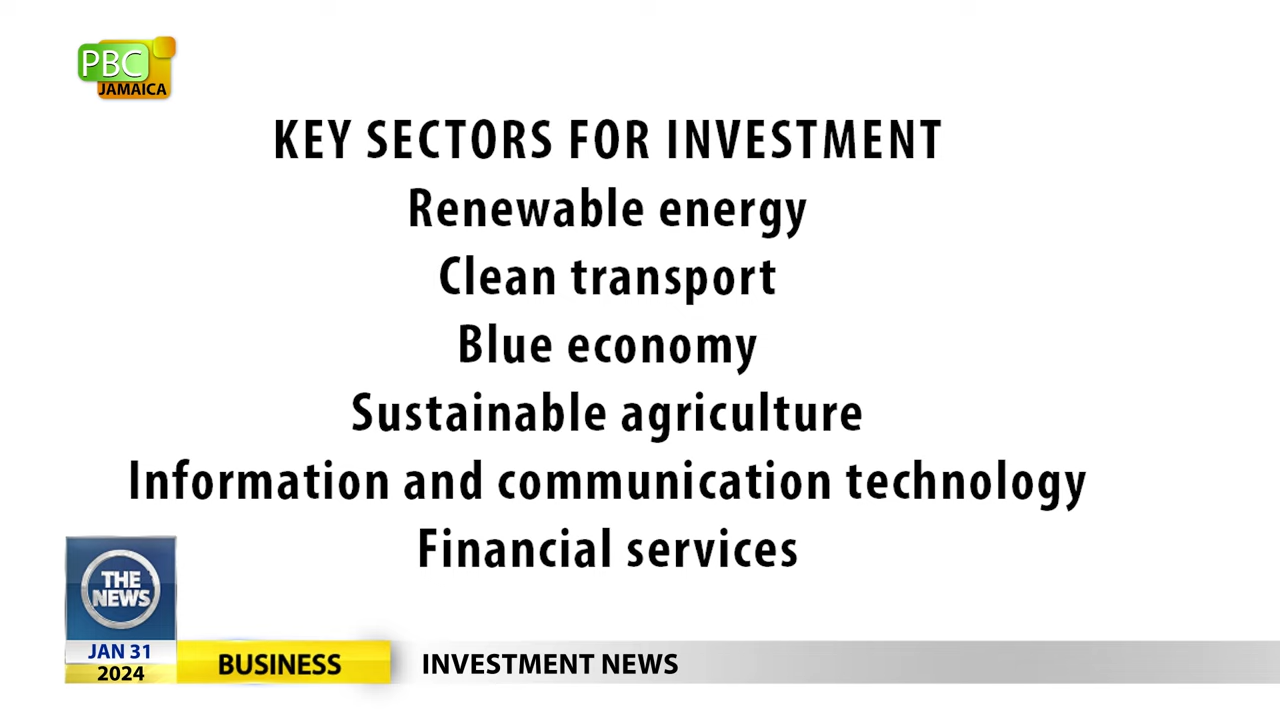 PBC
JAMAICA
KEY SECTORS FOR INVESTMENT
Renewable energy
Clean transport
Blue economy
Sustainable agriculture
Information and communication technology
Financial services
THE
NEWS
JAN 31
2024
BUSINESS
INVESTMENT NEWS